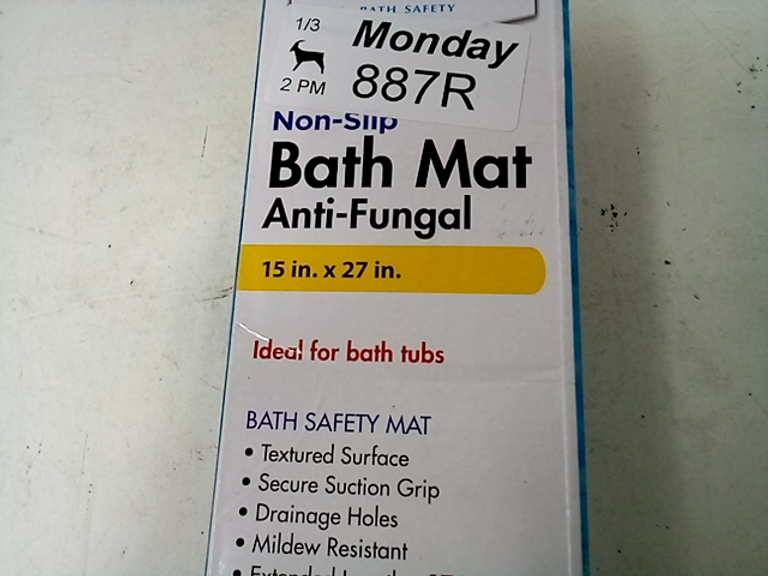 BATH SAFETY
1/3
Monday
2 PM
887R
Non-Slip
Bath Mat
Anti-Fungal
15 in. x 27 in.
Ideal for bath tubs
BATH SAFETY MAT
• Textured Surface
• Secure Suction Grip
• Drainage Holes
• Mildew Resistant
• Extended